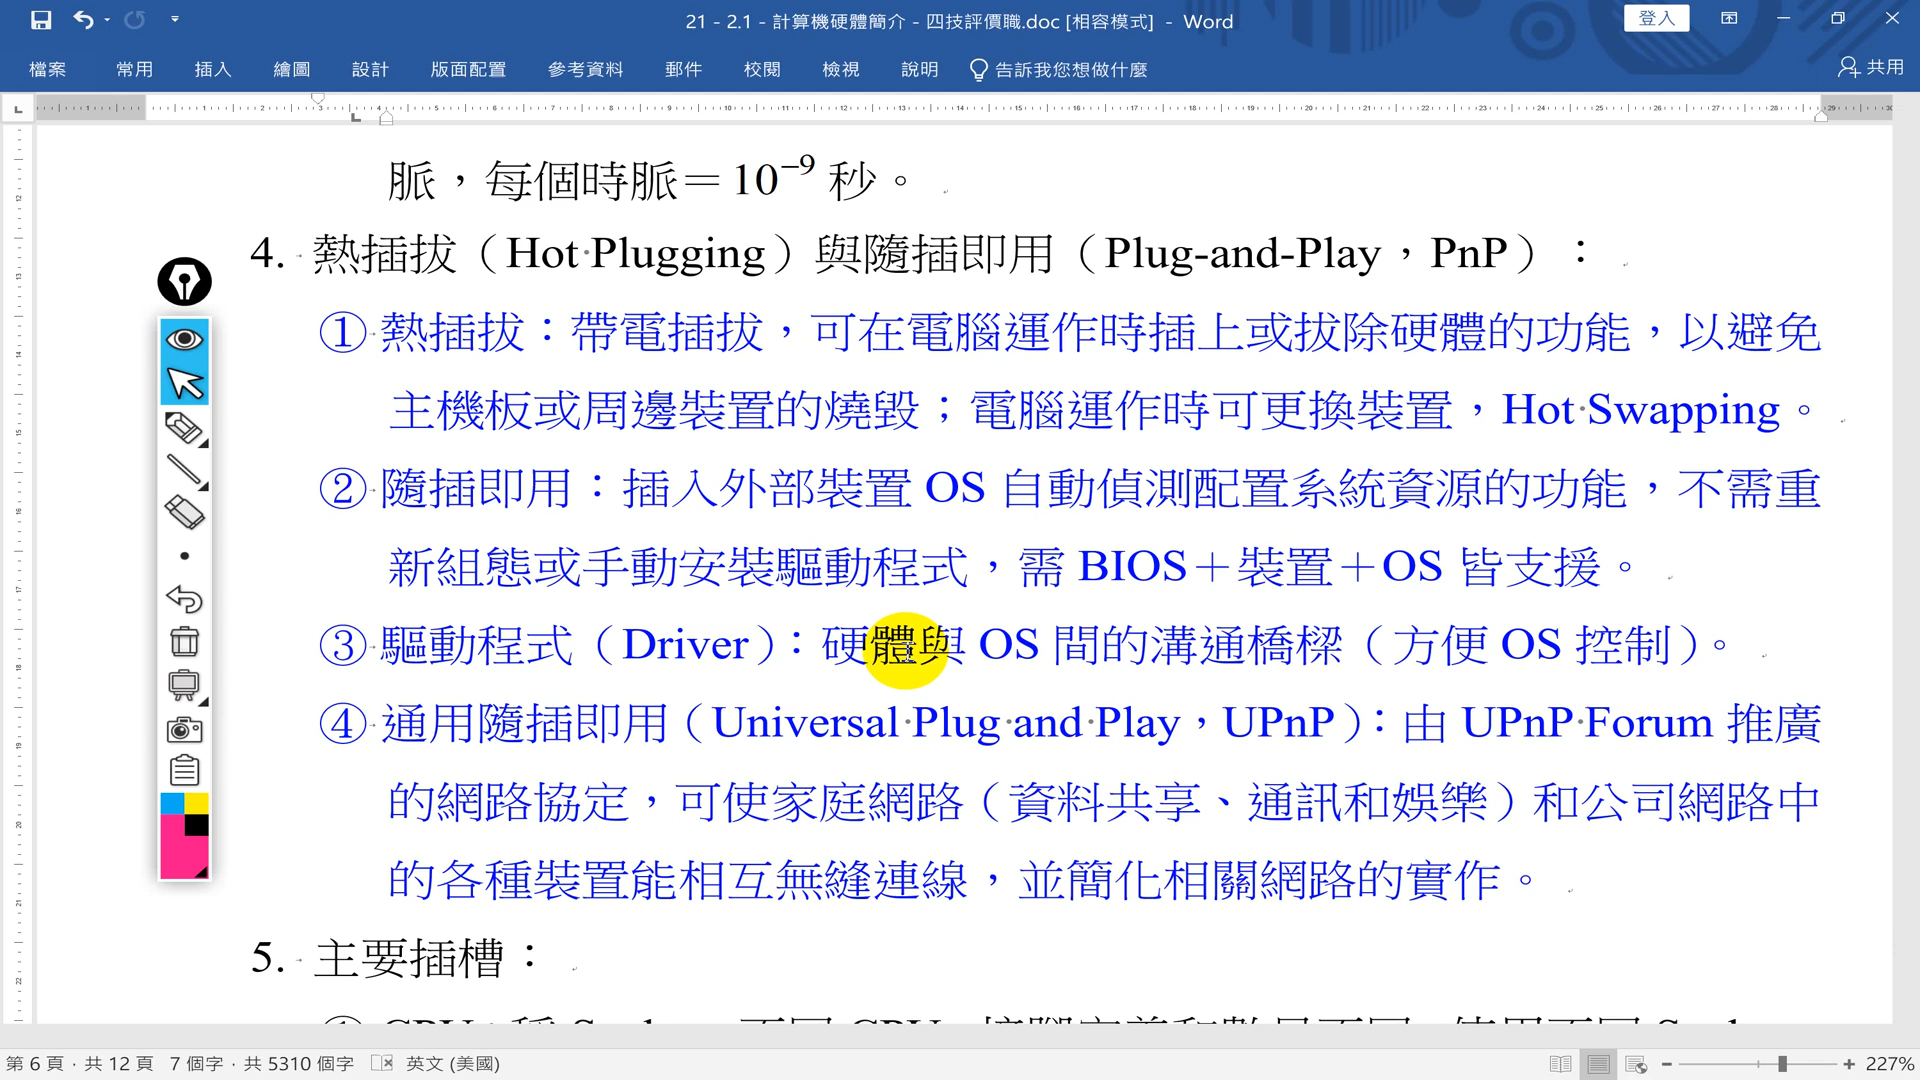 21 - 2.1 - 計算機硬體簡介 - 四技評價職.doc [相容模式] - Word
登入
檔案 常用 插入 繪圖 設計 版面配置 參考資料 郵件 校閱 檢視 說明 告訴我您想做什麼 共用
脈，每個時脈＝10⁻⁹ 秒。
4. 熱插拔（Hot Plugging）與隨插即用（Plug-and-Play，PnP）：
① 熱插拔：帶電插拔，可在電腦運作時插上或拔除硬體的功能，以避免
主機板或周邊裝置的燒毀；電腦運作時可更換裝置，Hot Swapping。
② 隨插即用：插入外部裝置 OS 自動偵測配置系統資源的功能，不需重
新組態或手動安裝驅動程式，需 BIOS＋裝置＋OS 皆支援。
③ 驅動程式（Driver）：硬體與 OS 間的溝通橋樑（方便 OS 控制）。
④ 通用隨插即用（Universal Plug and Play，UPnP）：由 UPnP Forum 推廣
的網路協定，可使家庭網路（資料共享、通訊和娛樂）和公司網路中
的各種裝置能相互無縫連線，並簡化相關網路的實作。
5. 主要插槽：
第 6 頁，共 12 頁 7 個字，共 5310 個字 英文 (美國) 227%